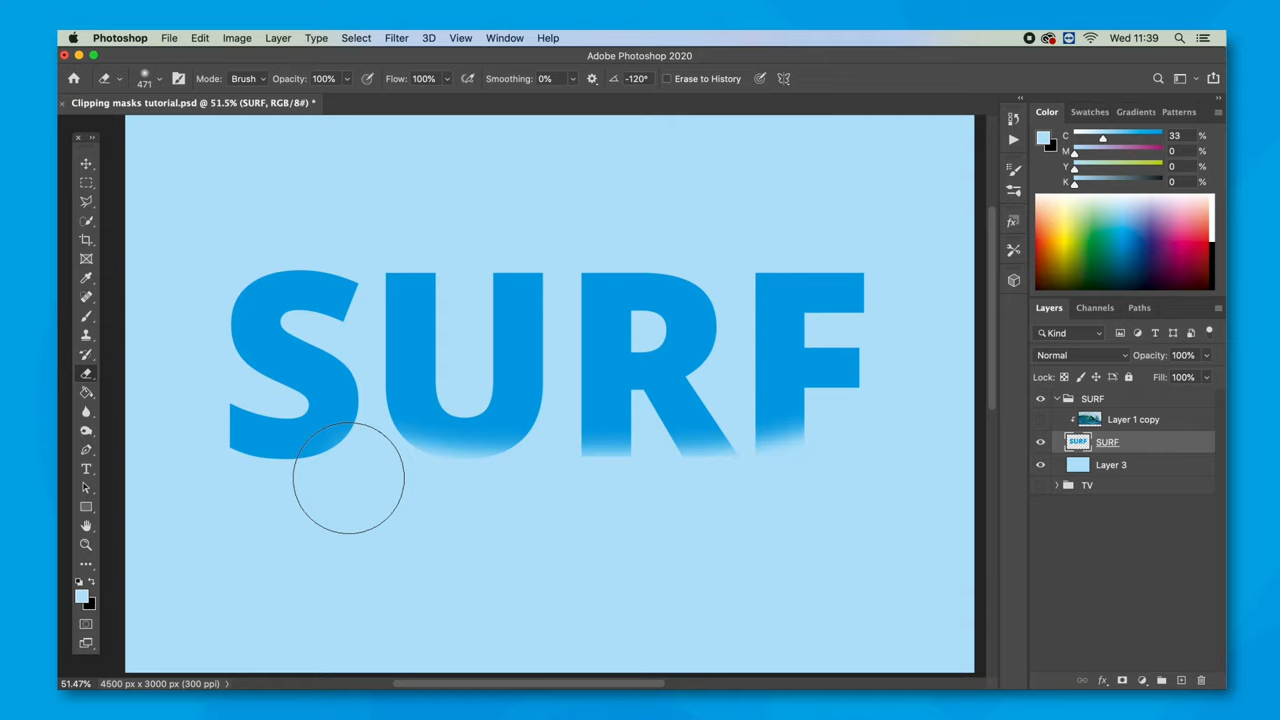 Photoshop File Edit Image Layer Type Select Filter 3D View Window Help Wed 11:39
Adobe Photoshop 2020
471 Mode: Brush Opacity: 100% Flow: 100% Smoothing: 0% -120° Erase to History
Clipping masks tutorial.psd @ 51.5% (SURF, RGB/8#) *
Color Swatches Gradients Patterns
C 33 %
M 0 %
Y 0 %
K 0 %
SURF
Layers Channels Paths
Kind
Normal Opacity: 100%
Lock: Fill: 100%
SURF
Layer 1 copy
SURF SURF
Layer 3
TV
51.47% 4500 px x 3000 px (300 ppi)